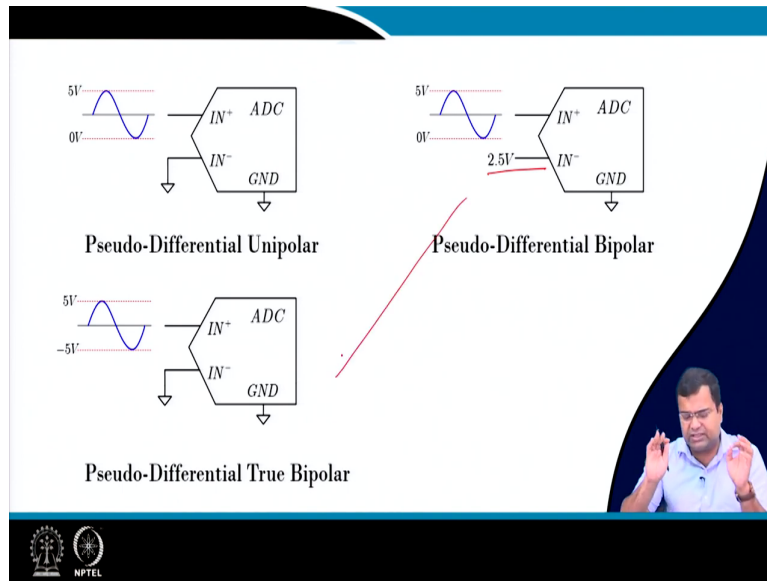 5V
ADC
IN+
0V
IN-
GND
Pseudo-Differential Unipolar
5V
ADC
IN+
0V
2.5V
IN-
GND
Pseudo-Differential Bipolar
5V
ADC
IN+
-5V
IN-
GND
Pseudo-Differential True Bipolar
NPTEL